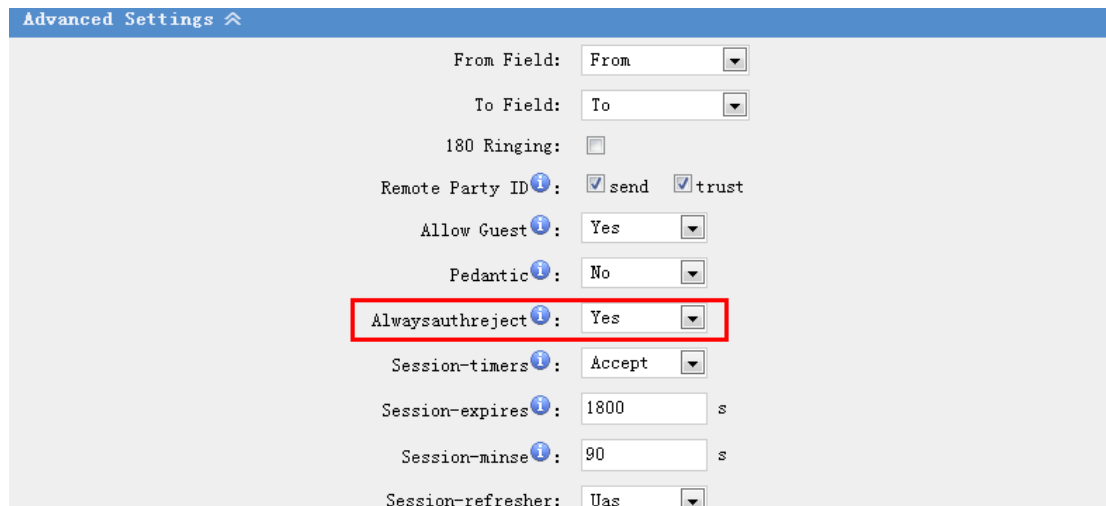 Advanced Settings
From Field: From
To Field: To
180 Ringing:
Remote Party ID: send trust
Allow Guest: Yes
Pedantic: No
Alwaysauthreject: Yes
Session-timers: Accept
Session-expires: 1800 s
Session-minse: 90 s
Session-refresher: Uas